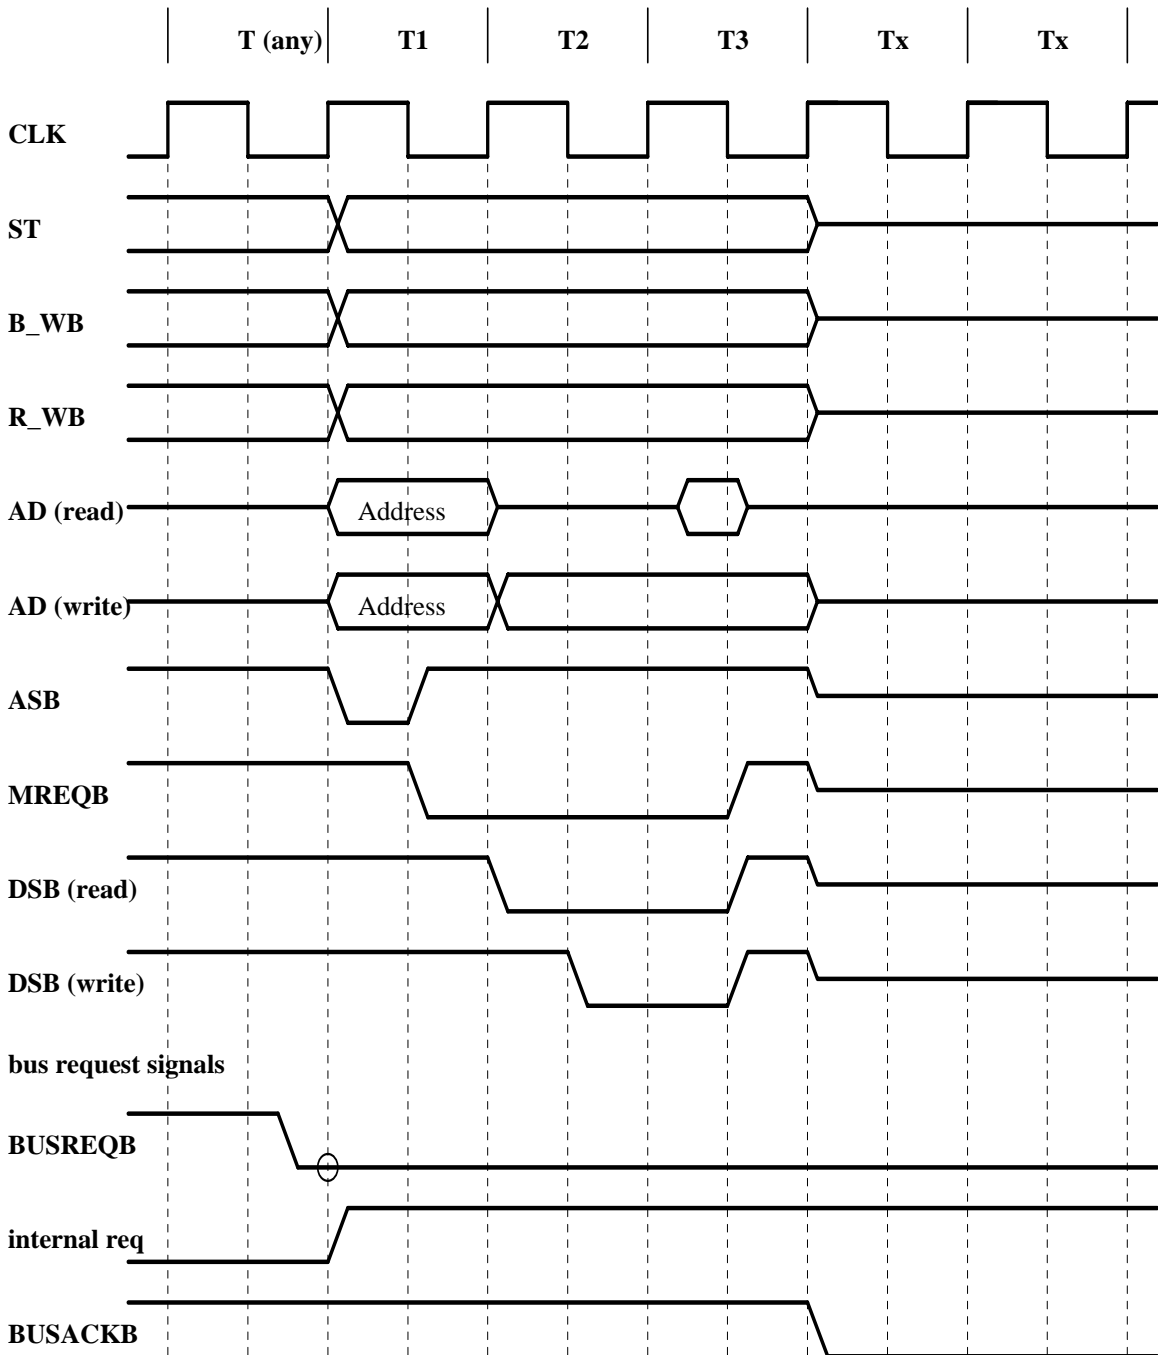 T (any) T1 T2 T3 Tx Tx
CLK
ST
B_WB
R_WB
AD (read) Address
AD (write) Address
ASB
MREQB
DSB (read)
DSB (write)
bus request signals
BUSREQB
internal req
BUSACKB